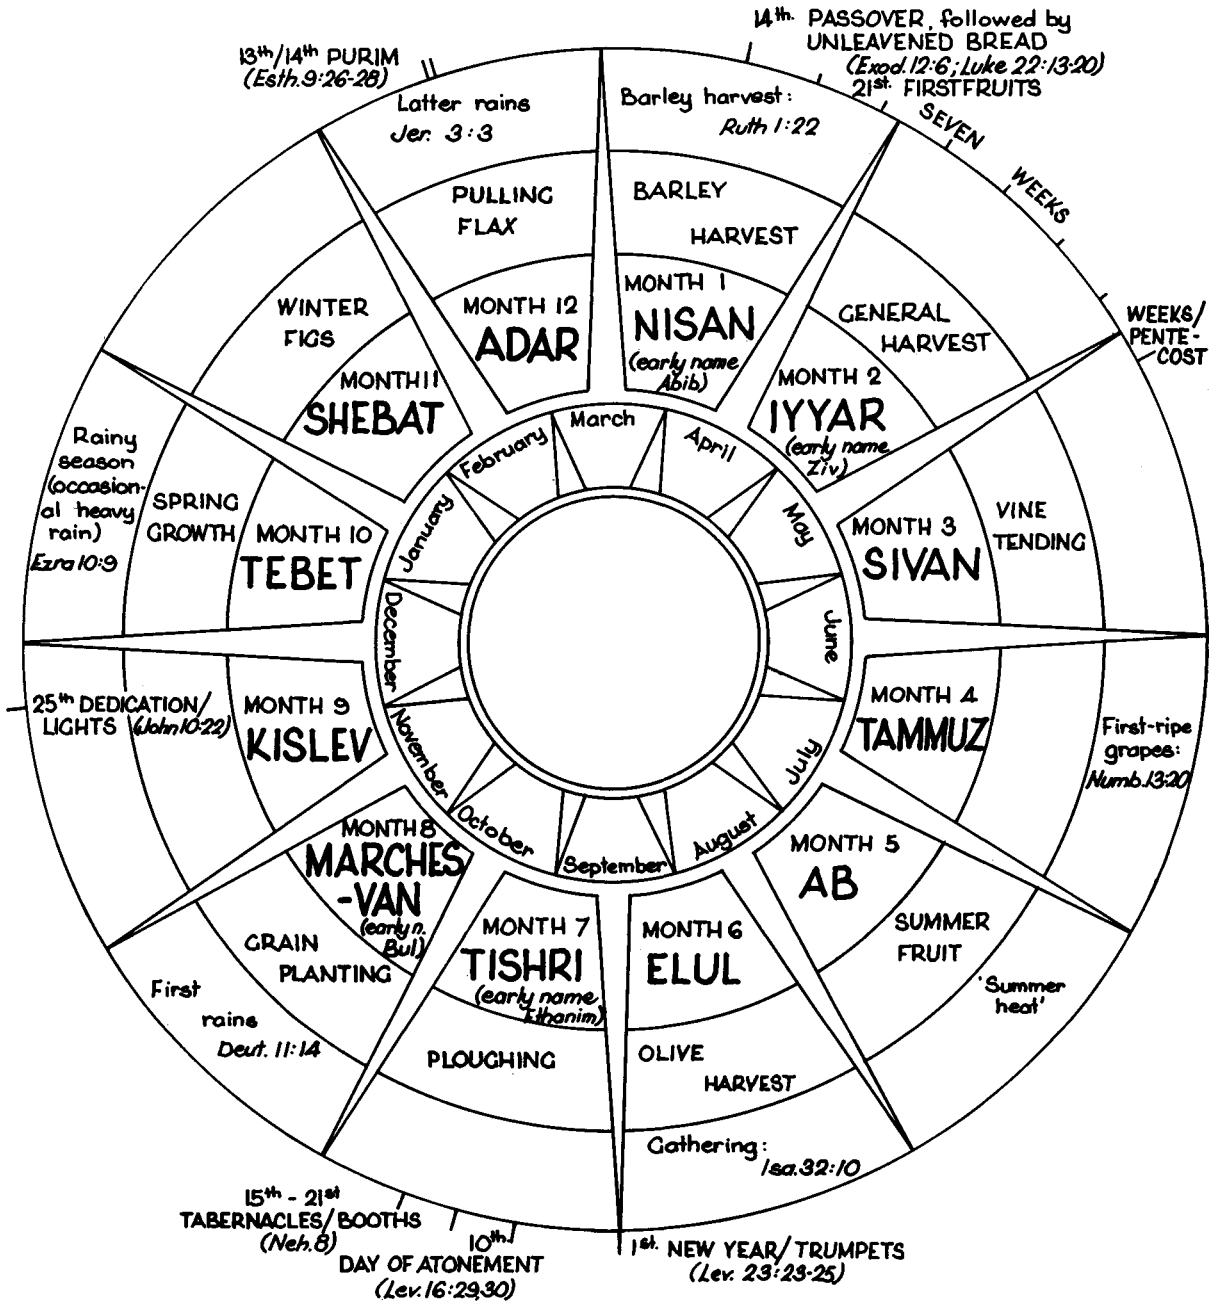 14th. PASSOVER, followed by
UNLEAVENED BREAD
(Exod. 12:6; Luke 22:13-20)
21st. FIRSTFRUITS
SEVEN
WEEKS
WEEKS/
PENTE-
COST
13th/14th PURIM
(Esth. 9:26-28)
Barley harvest:
Ruth 1:22
BARLEY
HARVEST
MONTH 1
NISAN
(early name
Abib)
GENERAL
HARVEST
MONTH 2
IYYAR
(early name
Ziv)
VINE
TENDING
MONTH 3
SIVAN
First-ripe
grapes:
Numb. 13:20
MONTH 4
TAMMUZ
'Summer
heat'
SUMMER
FRUIT
MONTH 5
AB
Gathering:
Isa. 32:10
OLIVE
HARVEST
MONTH 6
ELUL
1st. NEW YEAR/TRUMPETS
(Lev. 23:23-25)
PLOUGHING
MONTH 7
TISHRI
(early name
Ethanim)
10th
DAY OF ATONEMENT
(Lev. 16:29,30)
15th - 21st
TABERNACLES/BOOTHS
(Neh. 8)
First
rains
Deut. 11:14
GRAIN
PLANTING
MONTH 8
MARCHES
-VAN
(early n.
Bul)
25th DEDICATION/
LIGHTS (John 10:22)
MONTH 9
KISLEV
Rainy
season
(occasion-
al heavy
rain)
Ezra 10:9
SPRING
GROWTH
MONTH 10
TEBET
WINTER
FIGS
MONTH 11
SHEBAT
Latter rains
Jer. 3:3
PULLING
FLAX
MONTH 12
ADAR
March
April
May
June
July
August
September
October
November
December
January
February